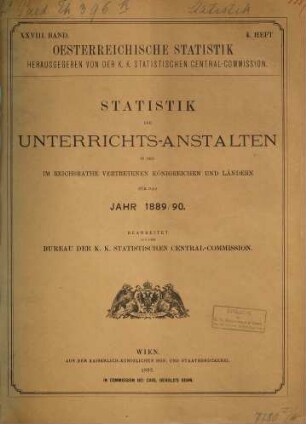 XXVIII. BAND. 4. HEFT
OESTERREICHISCHE STATISTIK
HERAUSGEGEBEN VON DER K. K. STATISTISCHEN CENTRAL-COMMISSION.
STATISTIK
DER
UNTERRICHTS-ANSTALTEN
IN DEN
IM REICHSRATHE VERTRETENEN KÖNIGREICHEN UND LÄNDERN
FÜR DAS
JAHR 1889/90.
BEARBEITET
VON DEM
BUREAU DER K. K. STATISTISCHEN CENTRAL-COMMISSION.
WIEN.
AUS DER KAISERLICH-KÖNIGLICHEN HOF- UND STAATSDRUCKEREI.
IN COMMISSION BEI CARL GEROLD'S SOHN.